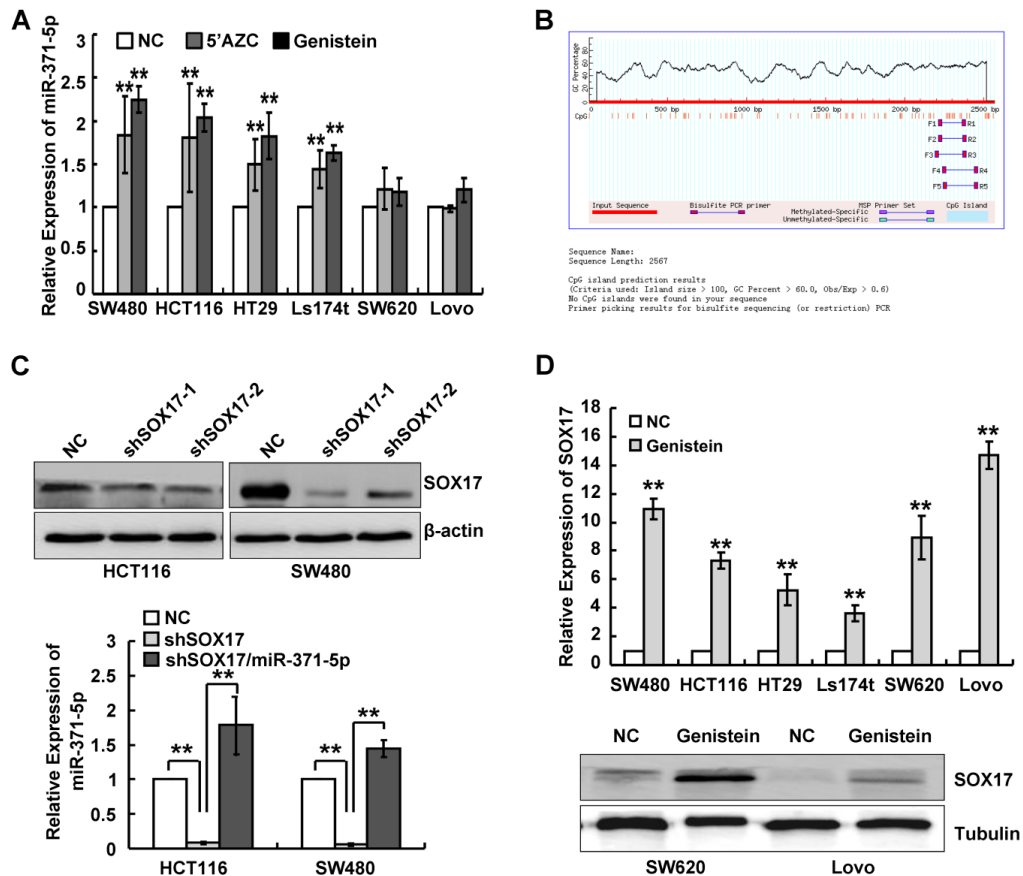 A
NC 5'AZC Genistein
Relative Expression of miR-371-5p
3
2.5
2
1.5
1
0.5
0
** ** ** ** ** ** ** **
SW480 HCT116 HT29 Ls174t SW620 Lovo
B
GC Percentage
80
60
40
20
0
0 500 bp 1000 bp 1500 bp 2000 bp 2500 bp
CpG
F1 R1
F2 R2
F3 R3
F4 R4
F5 R5
Input Sequence Bisulfite PCR primer MSP Primer Set CpG Island
Methylated-Specific
Unmethylated-Specific
Sequence Name:
Sequence Length: 2567
CpG island prediction results
(Criteria used: Island size > 100, GC Percent > 60.0, Obs/Exp > 0.6)
No CpG islands were found in your sequence
Primer picking results for bisulfite sequencing (or restriction) PCR
C
NC shSOX17-1 shSOX17-2 NC shSOX17-1 shSOX17-2
SOX17
β-actin
HCT116 SW480
NC
shSOX17
shSOX17/miR-371-5p
Relative Expression of
miR-371-5p
3
2.5
2
1.5
1
0.5
0
** ** ** **
HCT116 SW480
D
NC
Genistein
Relative Expression of SOX17
18
16
14
12
10
8
6
4
2
0
** ** ** ** ** **
SW480 HCT116 HT29 Ls174t SW620 Lovo
NC Genistein NC Genistein
SOX17
Tubulin
SW620 Lovo